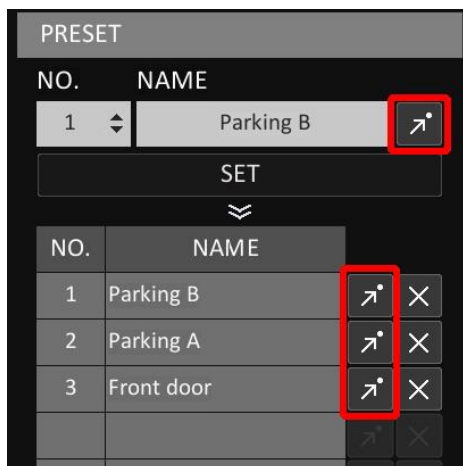 PRESET
NO. NAME
1 Parking B
SET
NO. NAME
1 Parking B
2 Parking A
3 Front door